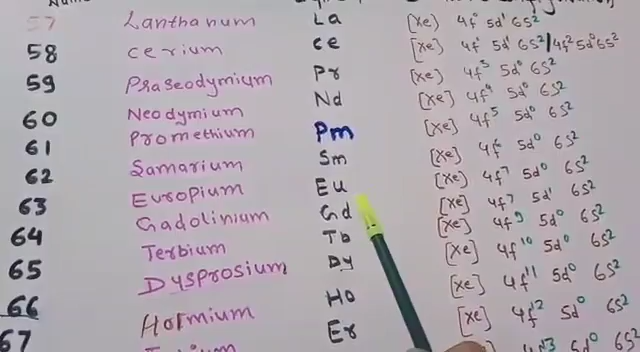 57 Lanthanum La [Xe] 4f⁰ 5d¹ 6S²
58 Cerium Ce [Xe] 4f¹ 5d¹ 6S²/4f²5d⁰6S²
59 Praseodymium Pr [Xe] 4f³ 5d⁰ 6S²
60 Neodymium Nd [Xe] 4f⁴ 5d⁰ 6S²
61 Promethium Pm [Xe] 4f⁵ 5d⁰ 6S²
62 Samarium Sm [Xe] 4f⁶ 5d⁰ 6S²
63 Europium Eu [Xe] 4f⁷ 5d⁰ 6S²
64 Gadolinium Gd [Xe] 4f⁷ 5d¹ 6S²
65 Terbium Tb [Xe] 4f⁹ 5d⁰ 6S²
66 Dysprosium Dy [Xe] 4f¹⁰ 5d⁰ 6S²
67 Holmium Ho [Xe] 4f¹¹ 5d⁰ 6S²
Er [Xe] 4f¹² 5d⁰ 6S²
4f¹³ 5d⁰ 6S²